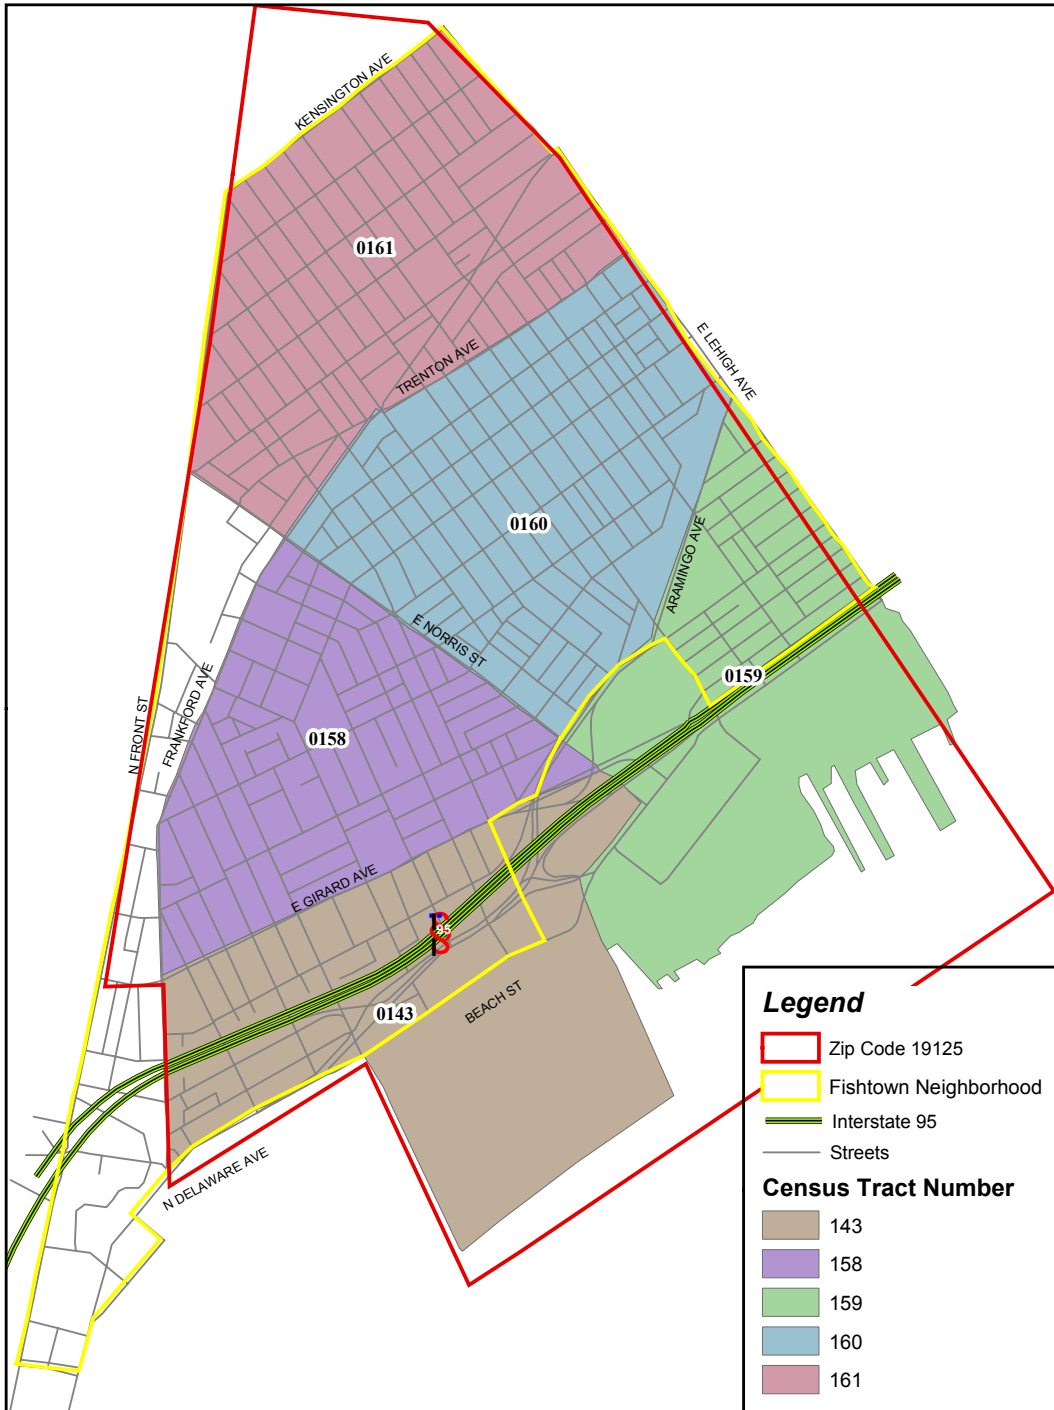 KENSINGTON AVE
0161
TRENTON AVE
E LEHIGH AVE
0160
ARAMINGO AVE
E NORRIS ST
0159
FRANKFORD AVE
N FRONT ST
0158
E GIRARD AVE
95
BEACH ST
0143
N DELAWARE AVE
Legend
Zip Code 19125
Fishtown Neighborhood
Interstate 95
Streets
Census Tract Number
143
158
159
160
161